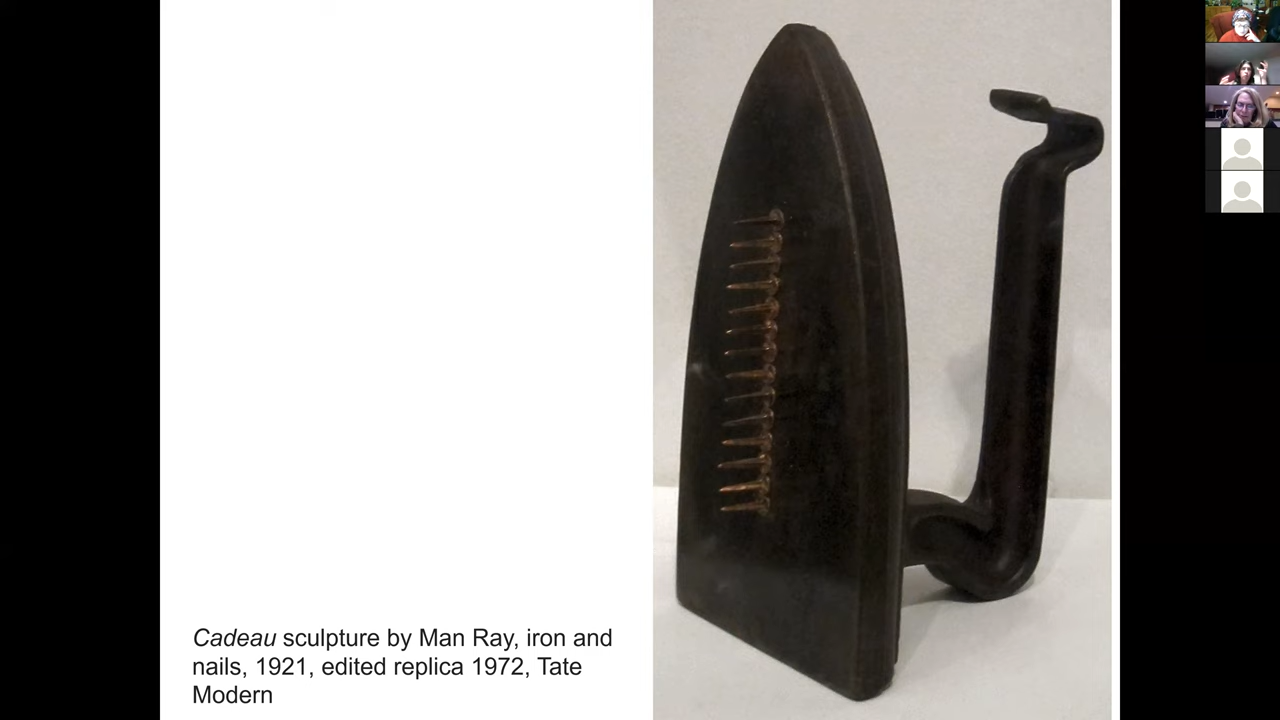 Cadeau sculpture by Man Ray, iron and
nails, 1921, edited replica 1972, Tate
Modern